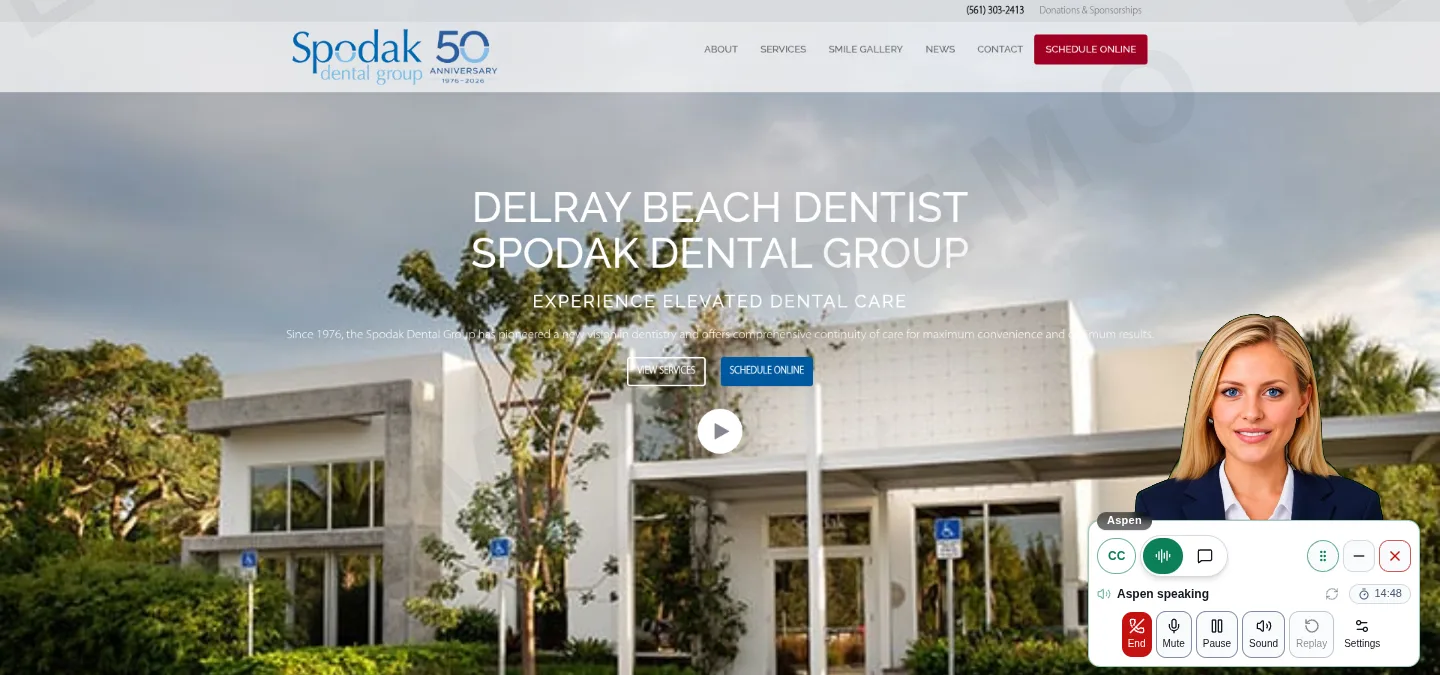 (561) 303-2413 Donations & Sponsorships
Spodak dental group
50 ANNIVERSARY 1976-2026
ABOUT SERVICES SMILE GALLERY NEWS CONTACT SCHEDULE ONLINE
DEMO
DELRAY BEACH DENTIST
SPODAK DENTAL GROUP
EXPERIENCE ELEVATED DENTAL CARE
Since 1976, the Spodak Dental Group has pioneered a new vision in dentistry and offers comprehensive continuity of care for maximum convenience and optimum results.
VIEW SERVICES SCHEDULE ONLINE
Aspen
CC
Aspen speaking 14:48
End Mute Pause Sound Replay Settings